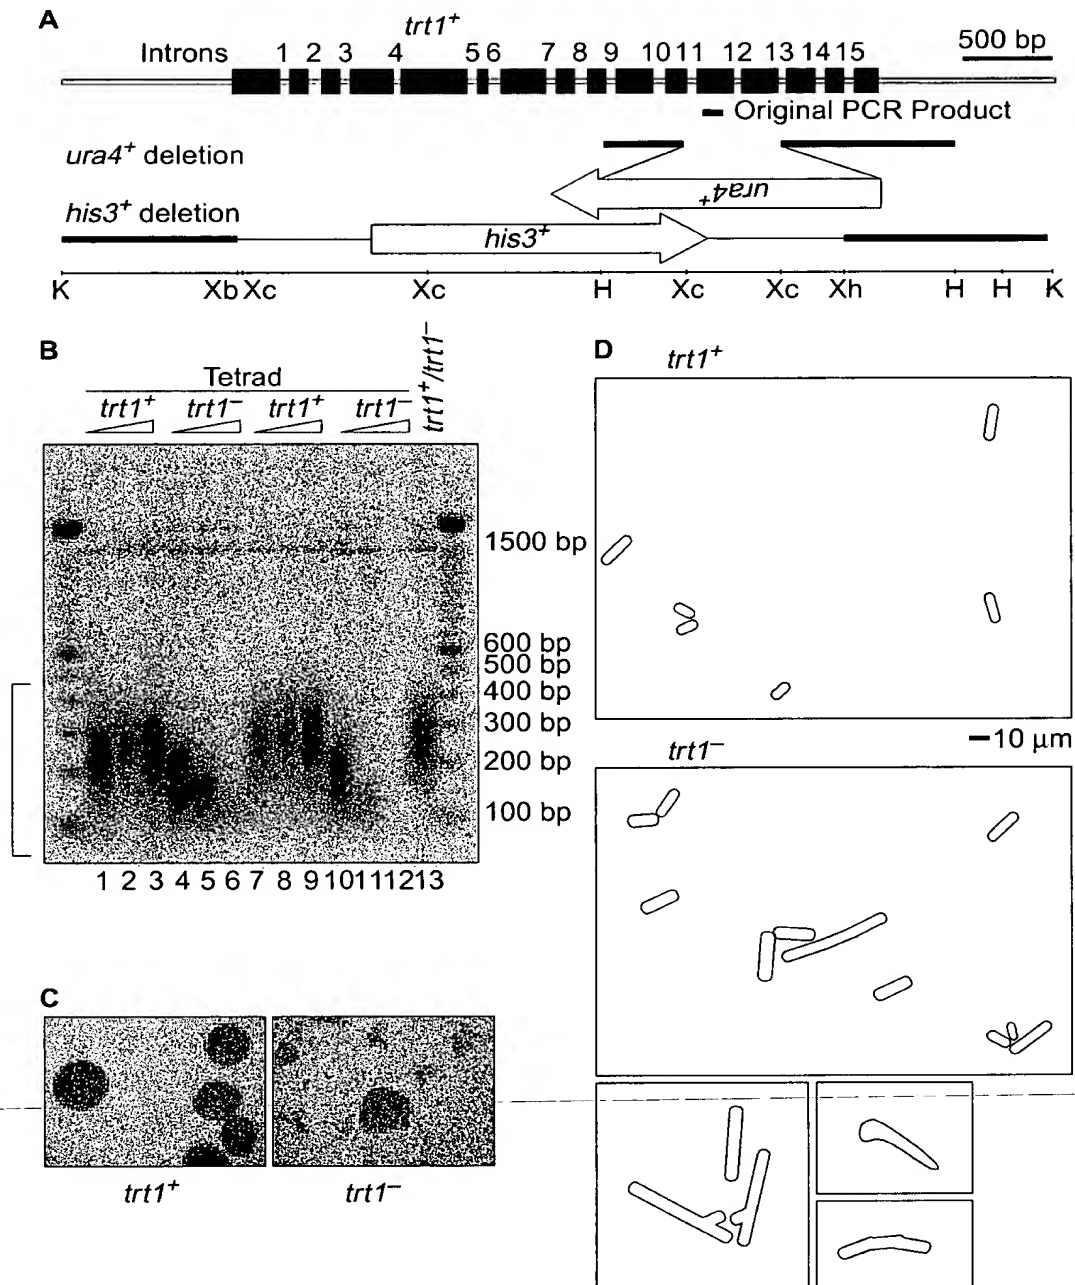 A
trt1+
Introns 1 2 3 4 5 6 7 8 9 10 11 12 13 14 15
500 bp
Original PCR Product
ura4+ deletion
ura4+
his3+ deletion
his3+
K Xb Xc Xc H Xc Xc Xh H H K
B
Tetrad
trt1+ trt1− trt1+ trt1−
trt1+/trt1−
1500 bp
600 bp
500 bp
400 bp
300 bp
200 bp
100 bp
1 2 3 4 5 6 7 8 9 10 11 12 13
C
trt1+ trt1−
D
trt1+
10 μm
trt1−